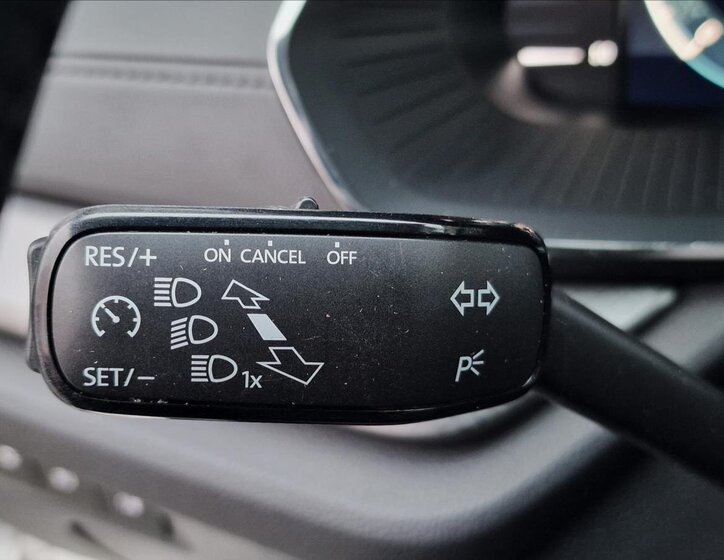 RES/+ ON CANCEL OFF
1x
SET/-
P